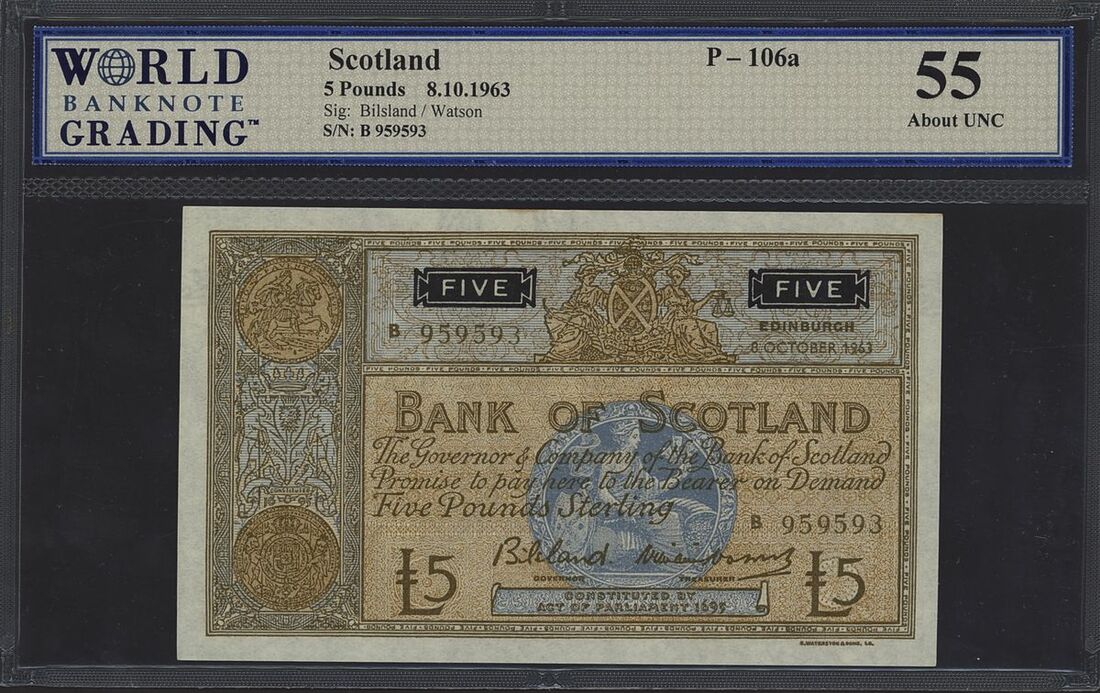 WORLD
BANKNOTE
GRADING™
Scotland
5 Pounds 8.10.1963
Sig: Bilsland / Watson
S/N: B 959593
P – 106a
55
About UNC
FIVE POUNDS · FIVE POUNDS · FIVE POUNDS · FIVE POUNDS · FIVE POUNDS
FIVE
FIVE
B 959593
EDINBURGH
8 OCTOBER 1963
BANK OF SCOTLAND
The Governor & Company of the Bank of Scotland
Promise to pay here to the Bearer on Demand
Five Pounds Sterling
B 959593
Bilsland
GOVERNOR TREASURER
£5
£5
CONSTITUTED BY
ACT OF PARLIAMENT 1695